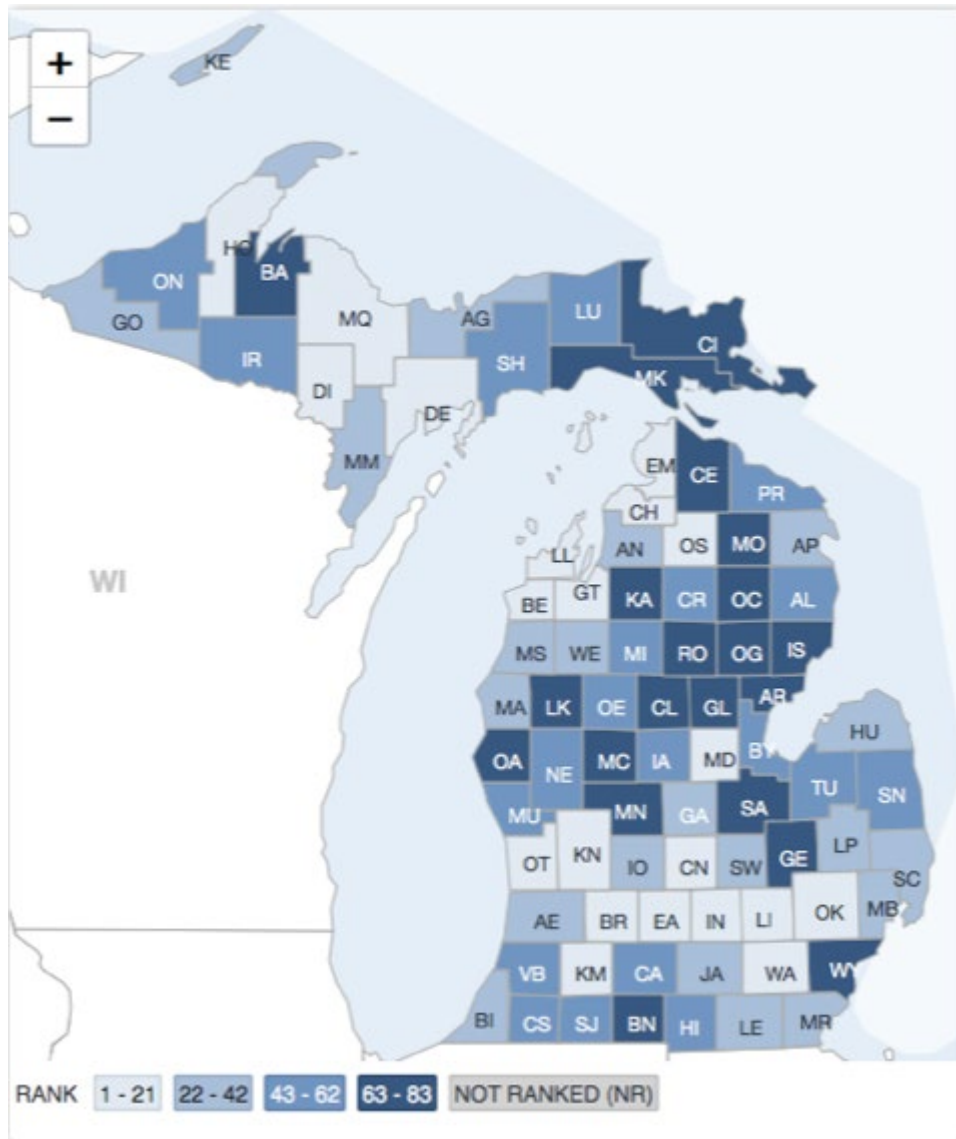 +
KE
−
HO
BA
ON
LU
GO
MQ
AG
CI
IR
SH
MK
DI
DE
MM
EM
CE
PR
CH
LL
AN
OS
MO
AP
WI
BE
GT
KA
CR
OC
AL
MS
WE
MI
RO
OG
IS
MA
LK
OE
CL
GL
AR
HU
OA
NE
MC
IA
MD
BY
TU
SN
MU
MN
GA
SA
OT
KN
IO
CN
SW
GE
LP
SC
AE
BR
EA
IN
LI
OK
MB
VB
KM
CA
JA
WA
WY
BI
CS
SJ
BN
HI
LE
MR
RANK 1 - 21 22 - 42 43 - 62 63 - 83 NOT RANKED (NR)